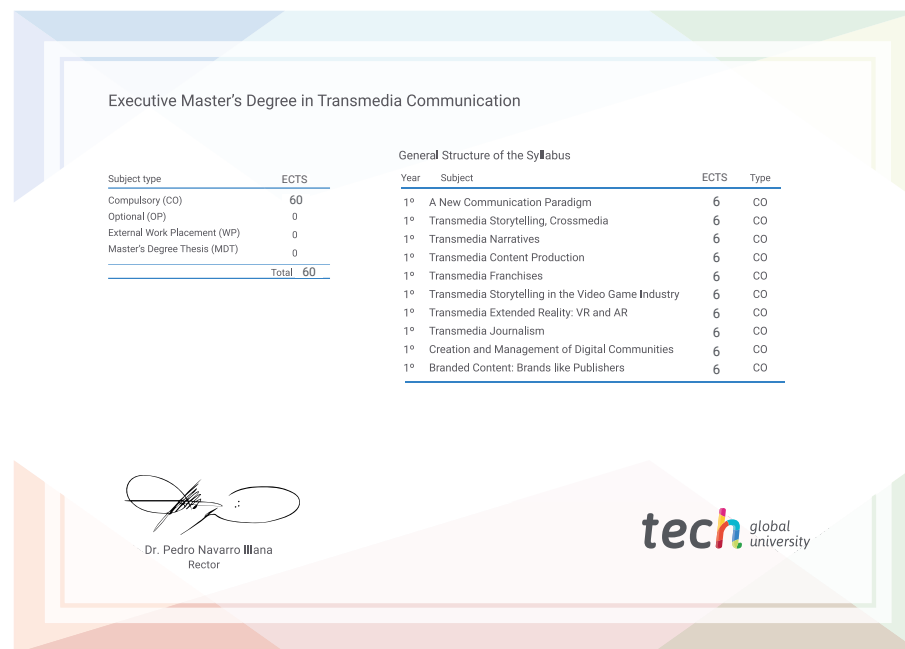 Executive Master's Degree in Transmedia Communication
Subject type ECTS
Compulsory (CO) 60
Optional (OP) 0
External Work Placement (WP) 0
Master's Degree Thesis (MDT) 0
Total 60
General Structure of the Syllabus
Year Subject ECTS Type
1º A New Communication Paradigm 6 CO
1º Transmedia Storytelling, Crossmedia 6 CO
1º Transmedia Narratives 6 CO
1º Transmedia Content Production 6 CO
1º Transmedia Franchises 6 CO
1º Transmedia Storytelling in the Video Game Industry 6 CO
1º Transmedia Extended Reality: VR and AR 6 CO
1º Transmedia Journalism 6 CO
1º Creation and Management of Digital Communities 6 CO
1º Branded Content: Brands like Publishers 6 CO
Dr. Pedro Navarro Illana
Rector
tech global
university